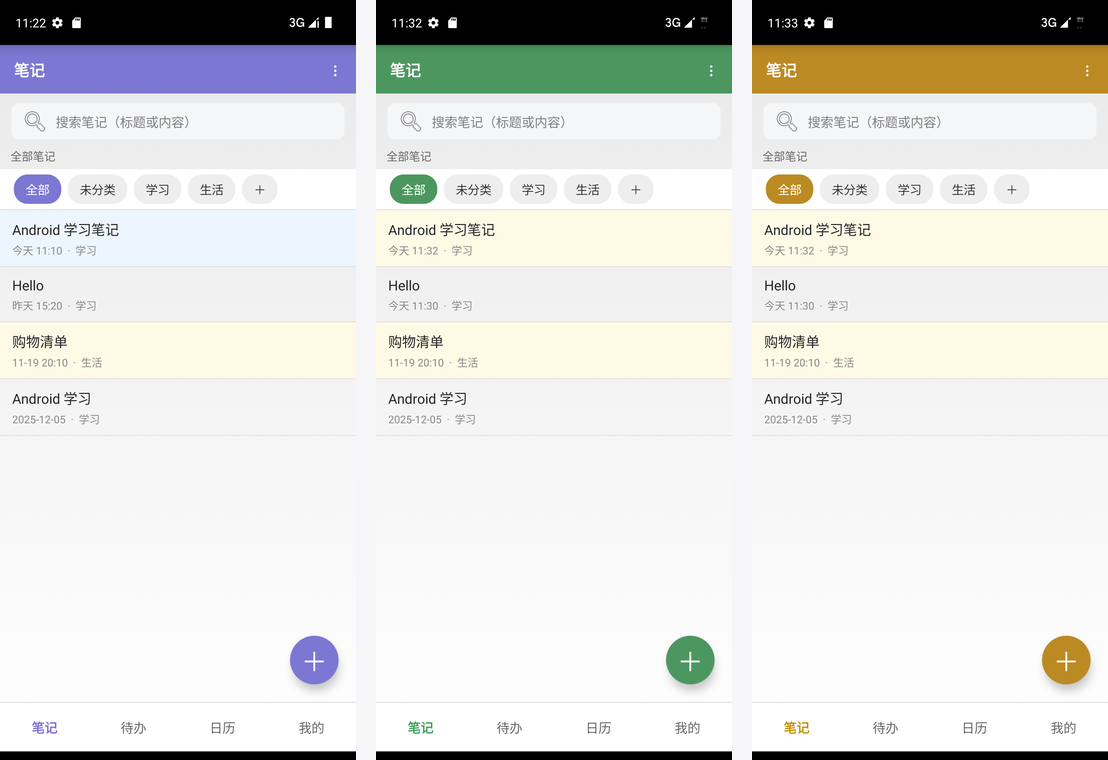 11:22 3G
笔记
搜索笔记（标题或内容）
全部笔记
全部 未分类 学习 生活 +
Android 学习笔记
今天 11:10 · 学习
Hello
昨天 15:20 · 学习
购物清单
11-19 20:10 · 生活
Android 学习
2025-12-05 · 学习
笔记 待办 日历 我的
11:32 3G
笔记
搜索笔记（标题或内容）
全部笔记
全部 未分类 学习 生活 +
Android 学习笔记
今天 11:32 · 学习
Hello
今天 11:30 · 学习
购物清单
11-19 20:10 · 生活
Android 学习
2025-12-05 · 学习
笔记 待办 日历 我的
11:33 3G
笔记
搜索笔记（标题或内容）
全部笔记
全部 未分类 学习 生活 +
Android 学习笔记
今天 11:32 · 学习
Hello
今天 11:30 · 学习
购物清单
11-19 20:10 · 生活
Android 学习
2025-12-05 · 学习
笔记 待办 日历 我的